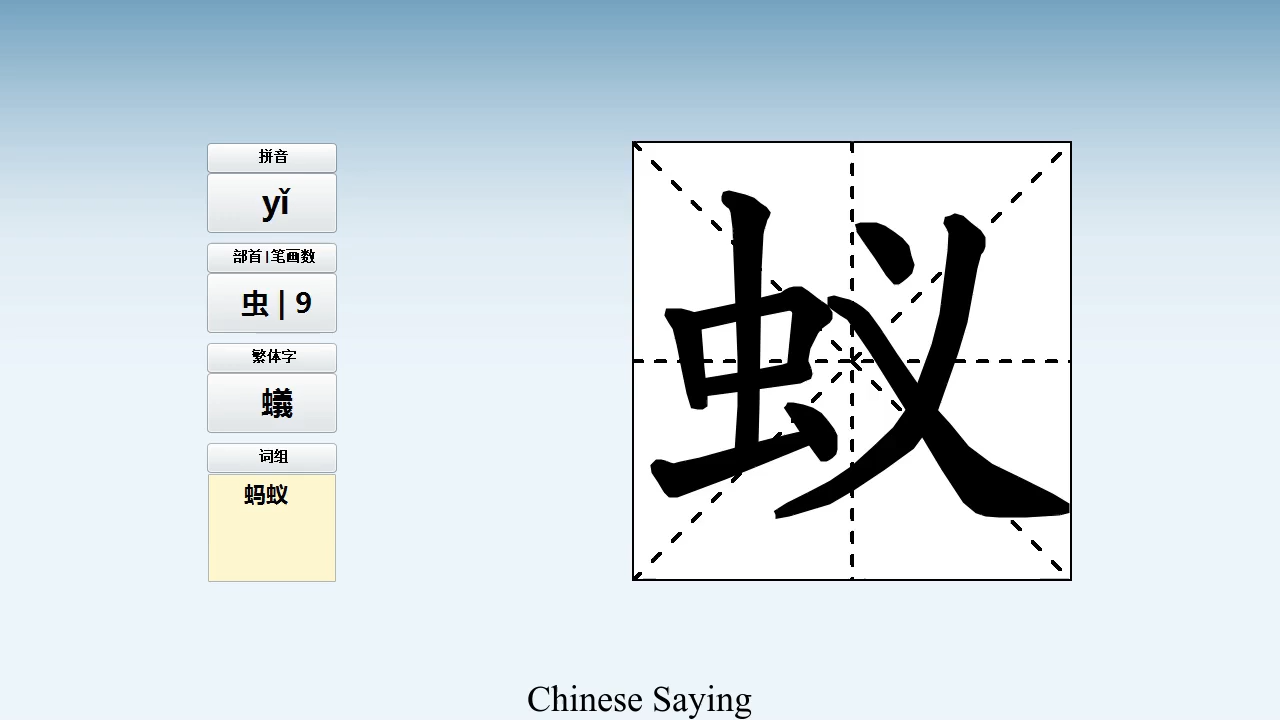 拼音
yǐ
部首|笔画数
虫 | 9
繁体字
蟻
词组
蚂蚁
蚁
Chinese Saying